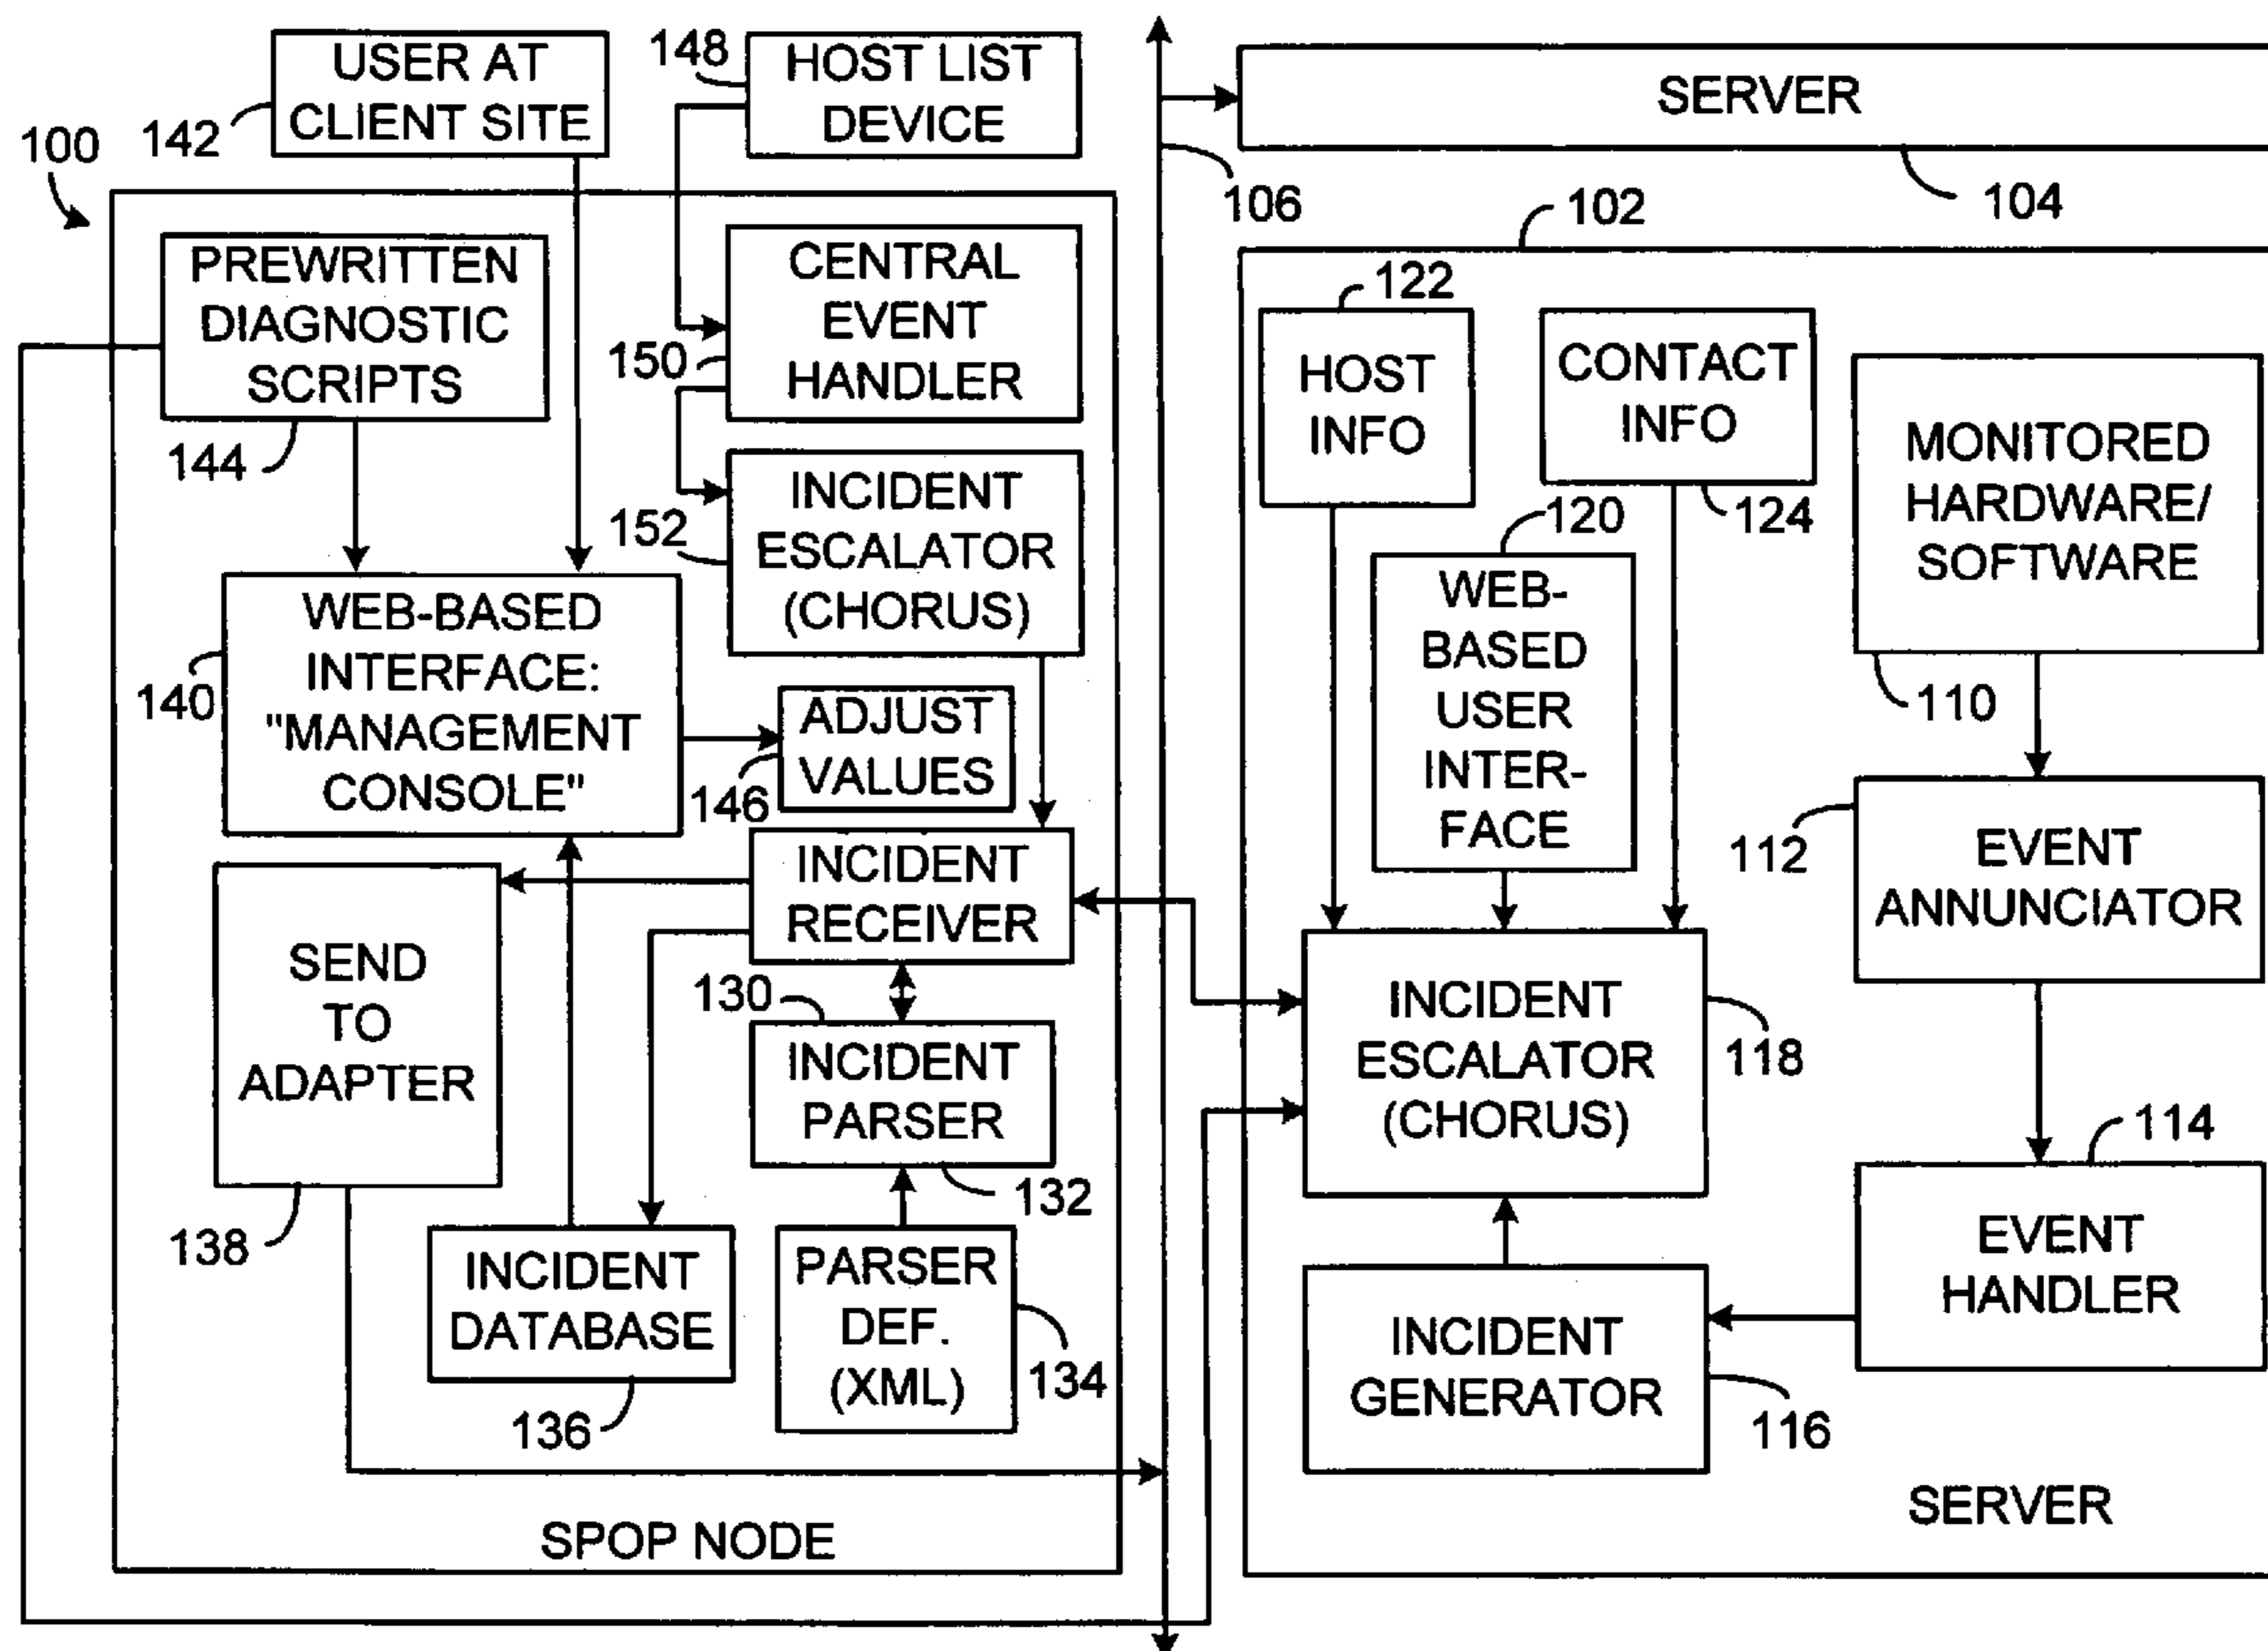 USER AT
CLIENT SITE
142
148
HOST LIST
DEVICE
SERVER
104
106
100
102
PREWRITTEN
DIAGNOSTIC
SCRIPTS
144
CENTRAL
EVENT
HANDLER
150
INCIDENT
ESCALATOR
(CHORUS)
152
WEB-BASED
INTERFACE:
"MANAGEMENT
CONSOLE"
140
ADJUST
VALUES
146
INCIDENT
RECEIVER
130
SEND
TO
ADAPTER
138
INCIDENT
PARSER
132
INCIDENT
DATABASE
136
PARSER
DEF.
(XML)
134
SPOP NODE
122
HOST
INFO
CONTACT
INFO
124
120
WEB-
BASED
USER
INTER-
FACE
MONITORED
HARDWARE/
SOFTWARE
110
112
EVENT
ANNUNCIATOR
INCIDENT
ESCALATOR
(CHORUS)
118
114
EVENT
HANDLER
INCIDENT
GENERATOR
116
SERVER